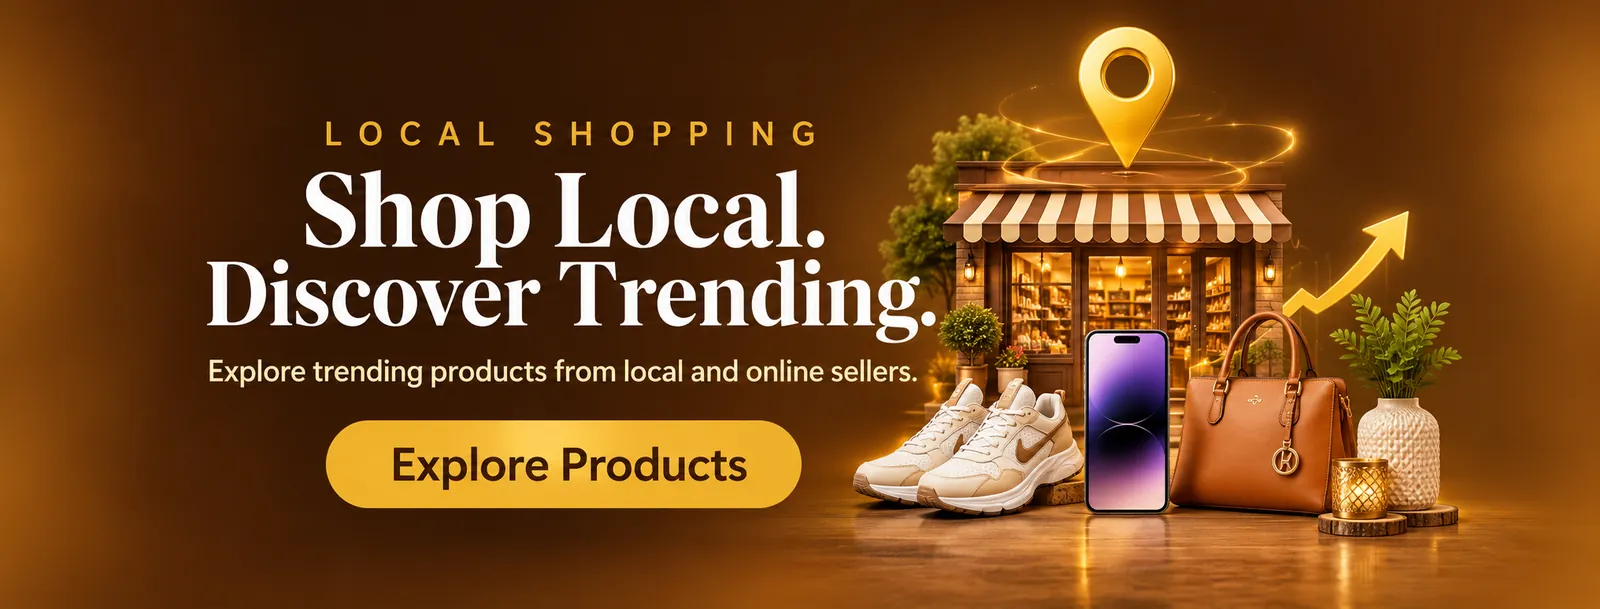 LOCAL SHOPPING
Shop Local.
Discover Trending.
Explore trending products from local and online sellers.
Explore Products